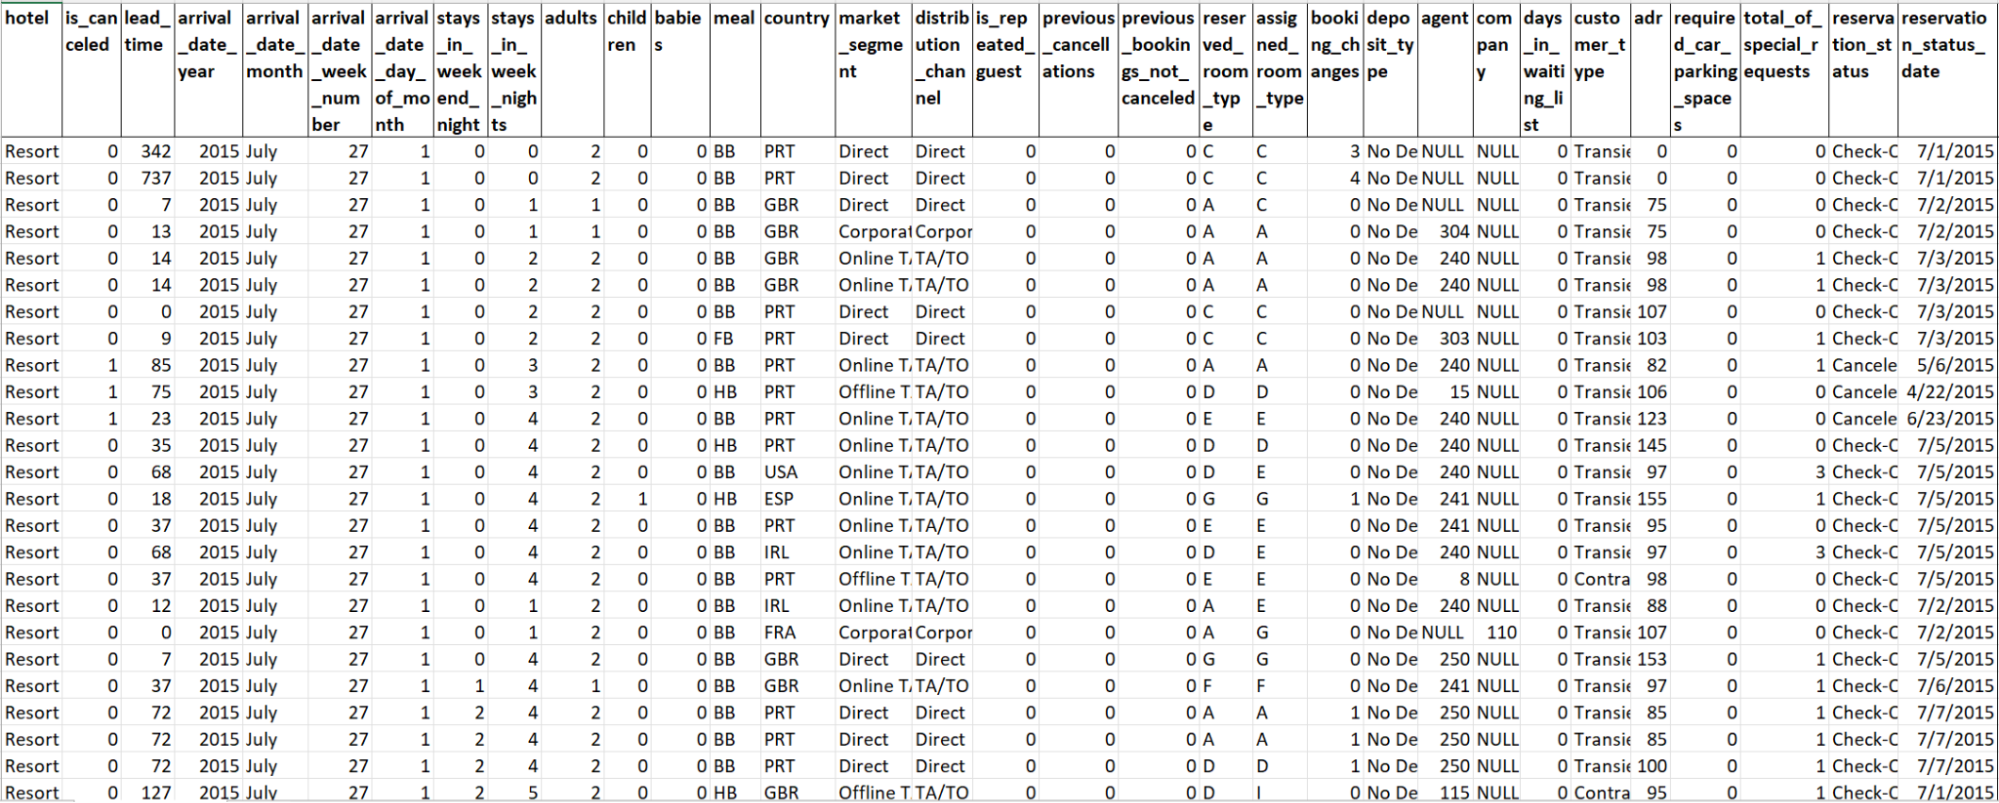 hotel is_canceled lead_time arrival_date_year arrival_date_month arrival_date_week_number arrival_date_day_of_month stays_in_weekend_night stays_in_week_nights adults children babies meal country market_segment distribution_channel is_repeated_guest previous_cancellations previous_bookings_not_canceled reserved_room_type assigned_room_type booking_changes deposit_type agent company days_in_waiting_list customer_type adr required_car_parking_spaces total_of_special_requests reservation_status reservation_status_date
Resort 0 342 2015 July 27 1 0 0 2 0 0 BB PRT Direct Direct 0 0 0 C C 3 No De NULL NULL 0 Transie 0 0 0 Check-C 7/1/2015
Resort 0 737 2015 July 27 1 0 0 2 0 0 BB PRT Direct Direct 0 0 0 C C 4 No De NULL NULL 0 Transie 0 0 0 Check-C 7/1/2015
Resort 0 7 2015 July 27 1 0 1 1 0 0 BB GBR Direct Direct 0 0 0 A C 0 No De NULL NULL 0 Transie 75 0 0 Check-C 7/2/2015
Resort 0 13 2015 July 27 1 0 1 1 0 0 BB GBR Corporat Corpor 0 0 0 A A 0 No De 304 NULL 0 Transie 75 0 0 Check-C 7/2/2015
Resort 0 14 2015 July 27 1 0 2 2 0 0 BB GBR Online T TA/TO 0 0 0 A A 0 No De 240 NULL 0 Transie 98 0 1 Check-C 7/3/2015
Resort 0 14 2015 July 27 1 0 2 2 0 0 BB GBR Online T TA/TO 0 0 0 A A 0 No De 240 NULL 0 Transie 98 0 1 Check-C 7/3/2015
Resort 0 0 2015 July 27 1 0 2 2 0 0 BB PRT Direct Direct 0 0 0 C C 0 No De NULL NULL 0 Transie 107 0 0 Check-C 7/3/2015
Resort 0 9 2015 July 27 1 0 2 2 0 0 FB PRT Direct Direct 0 0 0 C C 0 No De 303 NULL 0 Transie 103 0 1 Check-C 7/3/2015
Resort 1 85 2015 July 27 1 0 3 2 0 0 BB PRT Online T TA/TO 0 0 0 A A 0 No De 240 NULL 0 Transie 82 0 1 Cancele 5/6/2015
Resort 1 75 2015 July 27 1 0 3 2 0 0 HB PRT Offline T TA/TO 0 0 0 D D 0 No De 15 NULL 0 Transie 106 0 0 Cancele 4/22/2015
Resort 1 23 2015 July 27 1 0 4 2 0 0 BB PRT Online T TA/TO 0 0 0 E E 0 No De 240 NULL 0 Transie 123 0 0 Cancele 6/23/2015
Resort 0 35 2015 July 27 1 0 4 2 0 0 HB PRT Online T TA/TO 0 0 0 D D 0 No De 240 NULL 0 Transie 145 0 0 Check-C 7/5/2015
Resort 0 68 2015 July 27 1 0 4 2 0 0 BB USA Online T TA/TO 0 0 0 D E 0 No De 240 NULL 0 Transie 97 0 3 Check-C 7/5/2015
Resort 0 18 2015 July 27 1 0 4 2 1 0 HB ESP Online T TA/TO 0 0 0 G G 1 No De 241 NULL 0 Transie 155 0 1 Check-C 7/5/2015
Resort 0 37 2015 July 27 1 0 4 2 0 0 BB PRT Online T TA/TO 0 0 0 E E 0 No De 241 NULL 0 Transie 95 0 0 Check-C 7/5/2015
Resort 0 68 2015 July 27 1 0 4 2 0 0 BB IRL Online T TA/TO 0 0 0 D E 0 No De 240 NULL 0 Transie 97 0 3 Check-C 7/5/2015
Resort 0 37 2015 July 27 1 0 4 2 0 0 BB PRT Offline T TA/TO 0 0 0 E E 0 No De 8 NULL 0 Contra 98 0 0 Check-C 7/5/2015
Resort 0 12 2015 July 27 1 0 1 2 0 0 BB IRL Online T TA/TO 0 0 0 A E 0 No De 240 NULL 0 Transie 88 0 0 Check-C 7/2/2015
Resort 0 0 2015 July 27 1 0 1 2 0 0 BB FRA Corporat Corpor 0 0 0 A G 0 No De NULL 110 0 Transie 107 0 0 Check-C 7/2/2015
Resort 0 7 2015 July 27 1 0 4 2 0 0 BB GBR Direct Direct 0 0 0 G G 0 No De 250 NULL 0 Transie 153 0 1 Check-C 7/5/2015
Resort 0 37 2015 July 27 1 1 4 1 0 0 BB GBR Online T TA/TO 0 0 0 F F 0 No De 241 NULL 0 Transie 97 0 1 Check-C 7/6/2015
Resort 0 72 2015 July 27 1 2 4 2 0 0 BB PRT Direct Direct 0 0 0 A A 1 No De 250 NULL 0 Transie 85 0 1 Check-C 7/7/2015
Resort 0 72 2015 July 27 1 2 4 2 0 0 BB PRT Direct Direct 0 0 0 A A 1 No De 250 NULL 0 Transie 85 0 1 Check-C 7/7/2015
Resort 0 72 2015 July 27 1 2 4 2 0 0 BB PRT Direct Direct 0 0 0 D D 1 No De 250 NULL 0 Transie 100 0 1 Check-C 7/7/2015
Resort 0 127 2015 July 27 1 2 5 2 0 0 HB GBR Offline T TA/TO 0 0 0 D I 0 No De 115 NULL 0 Contra 95 0 1 Check-C 7/1/2015